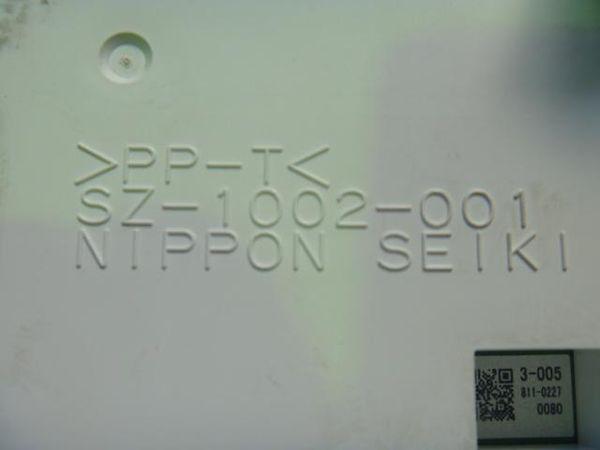 >PP-T<
SZ-1002-001
NIPPON SEIKI
3-005
811-0227
0080